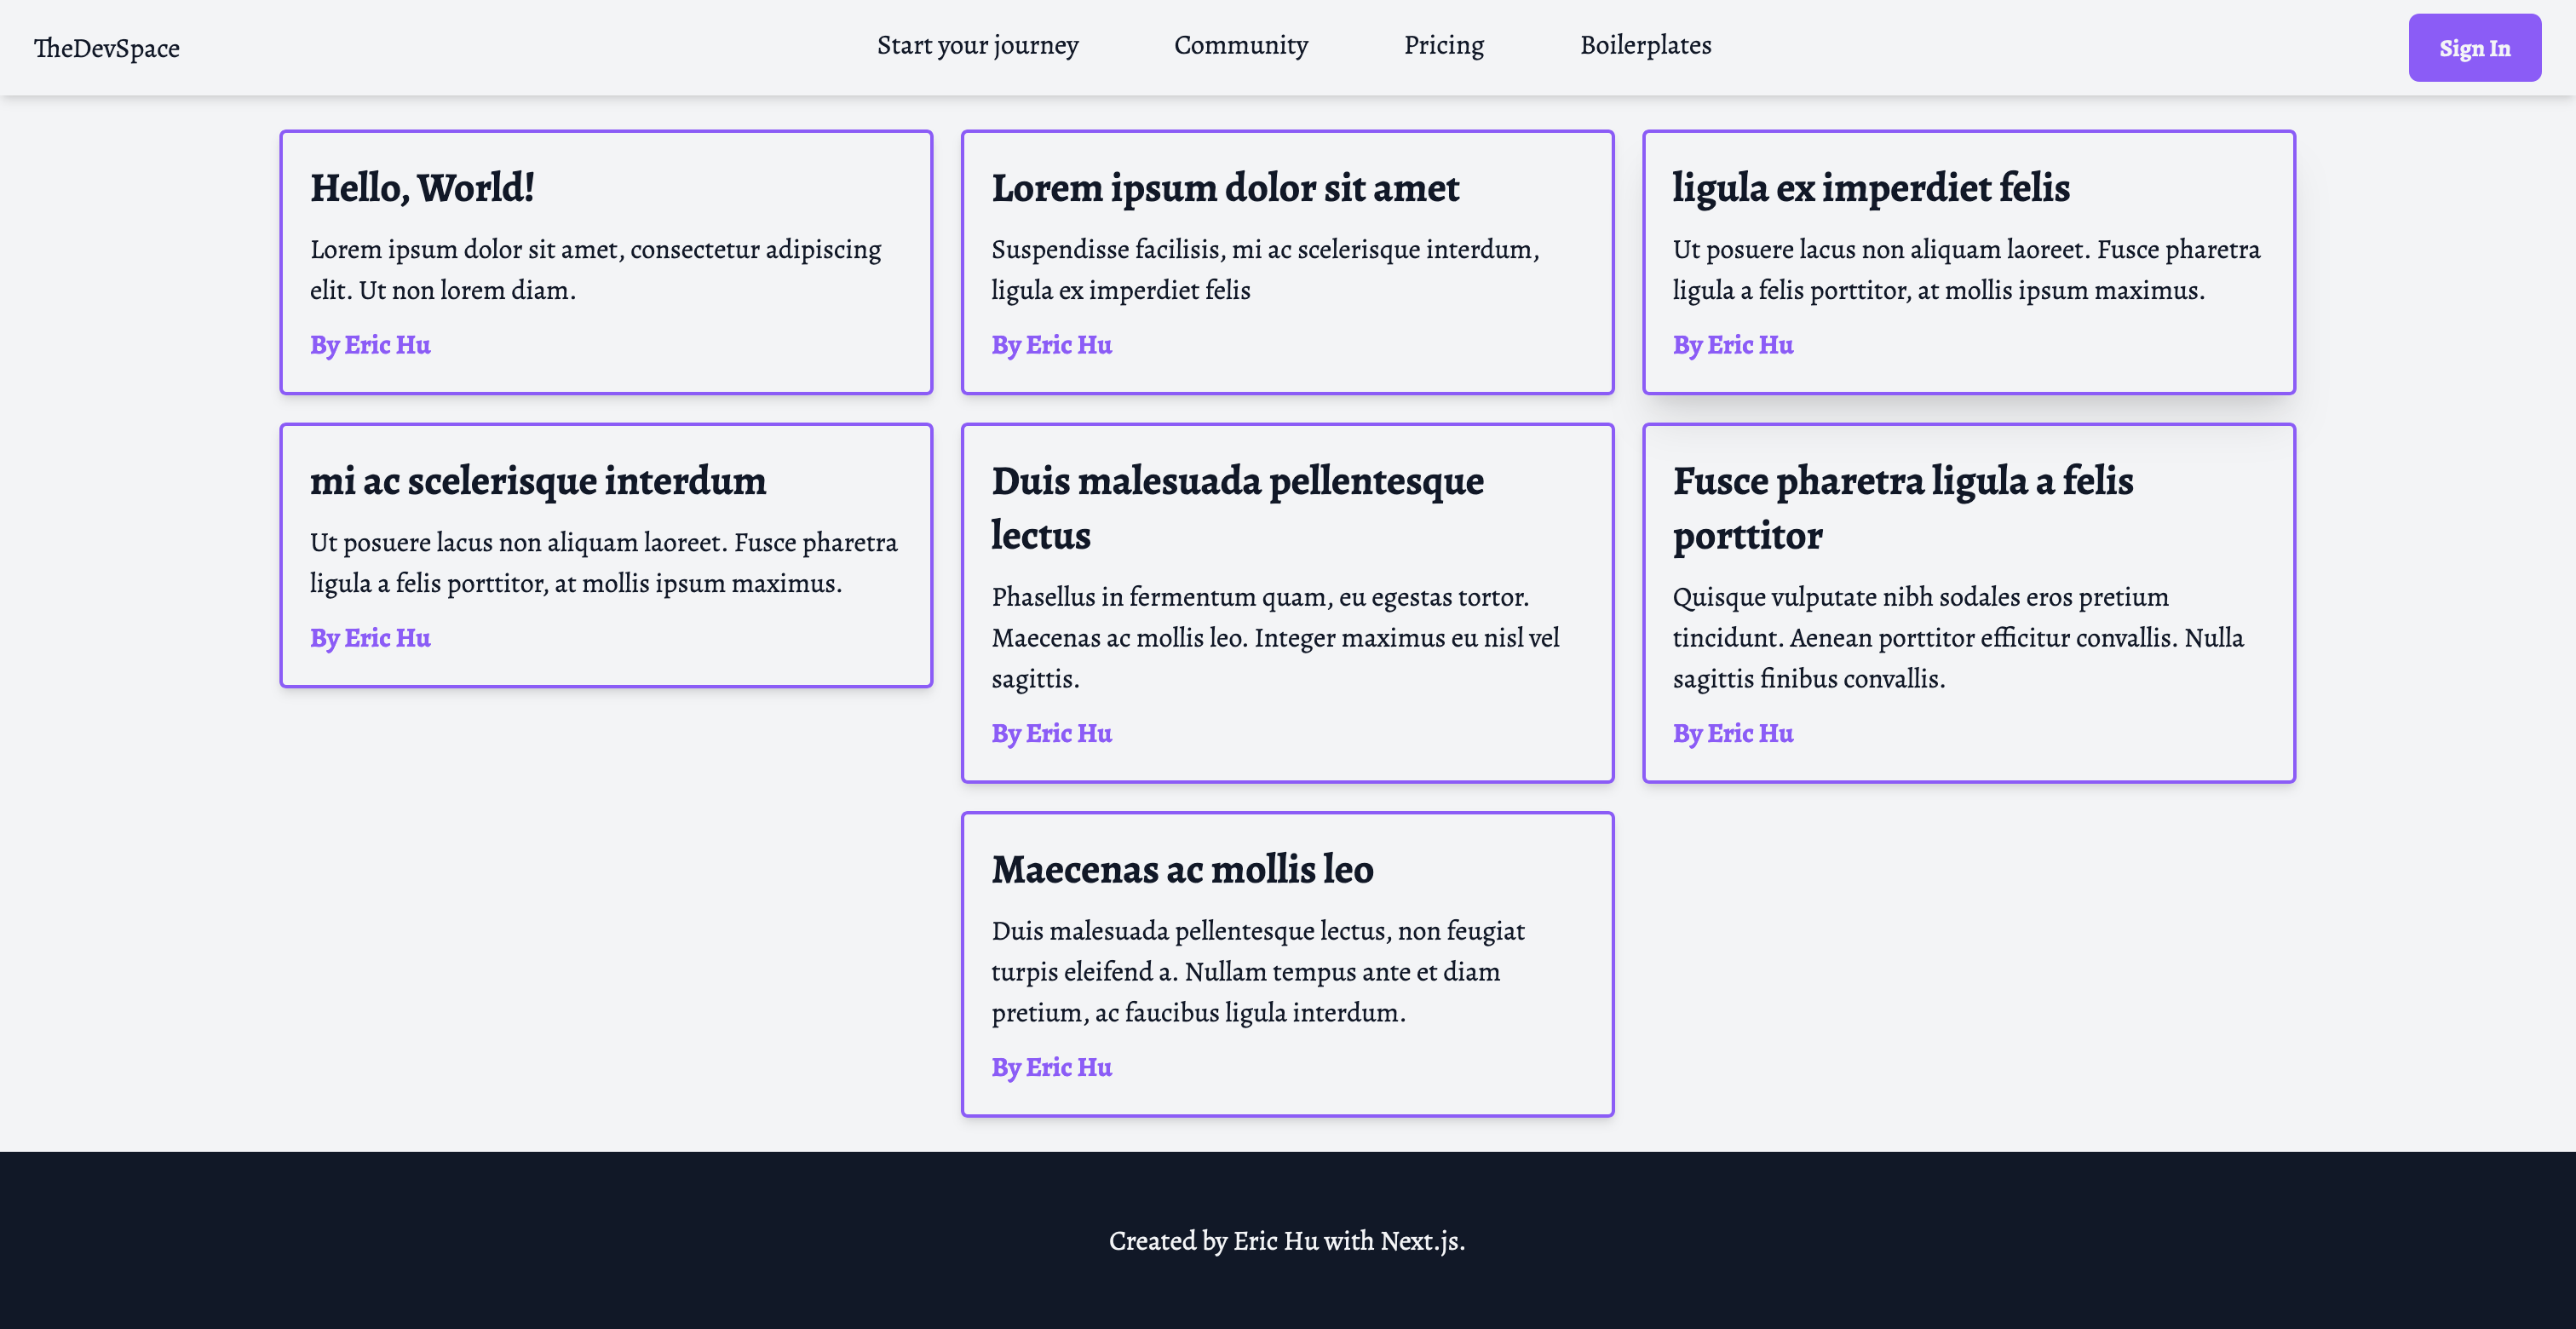 TheDevSpace
Start your journey
Community
Pricing
Boilerplates
Sign In
Hello, World!
Lorem ipsum dolor sit amet, consectetur adipiscing
elit. Ut non lorem diam.
By Eric Hu
Lorem ipsum dolor sit amet
Suspendisse facilisis, mi ac scelerisque interdum,
ligula ex imperdiet felis
By Eric Hu
ligula ex imperdiet felis
Ut posuere lacus non aliquam laoreet. Fusce pharetra
ligula a felis porttitor, at mollis ipsum maximus.
By Eric Hu
mi ac scelerisque interdum
Ut posuere lacus non aliquam laoreet. Fusce pharetra
ligula a felis porttitor, at mollis ipsum maximus.
By Eric Hu
Duis malesuada pellentesque
lectus
Phasellus in fermentum quam, eu egestas tortor.
Maecenas ac mollis leo. Integer maximus eu nisl vel
sagittis.
By Eric Hu
Fusce pharetra ligula a felis
porttitor
Quisque vulputate nibh sodales eros pretium
tincidunt. Aenean porttitor efficitur convallis. Nulla
sagittis finibus convallis.
By Eric Hu
Maecenas ac mollis leo
Duis malesuada pellentesque lectus, non feugiat
turpis eleifend a. Nullam tempus ante et diam
pretium, ac faucibus ligula interdum.
By Eric Hu
Created by Eric Hu with Next.js.